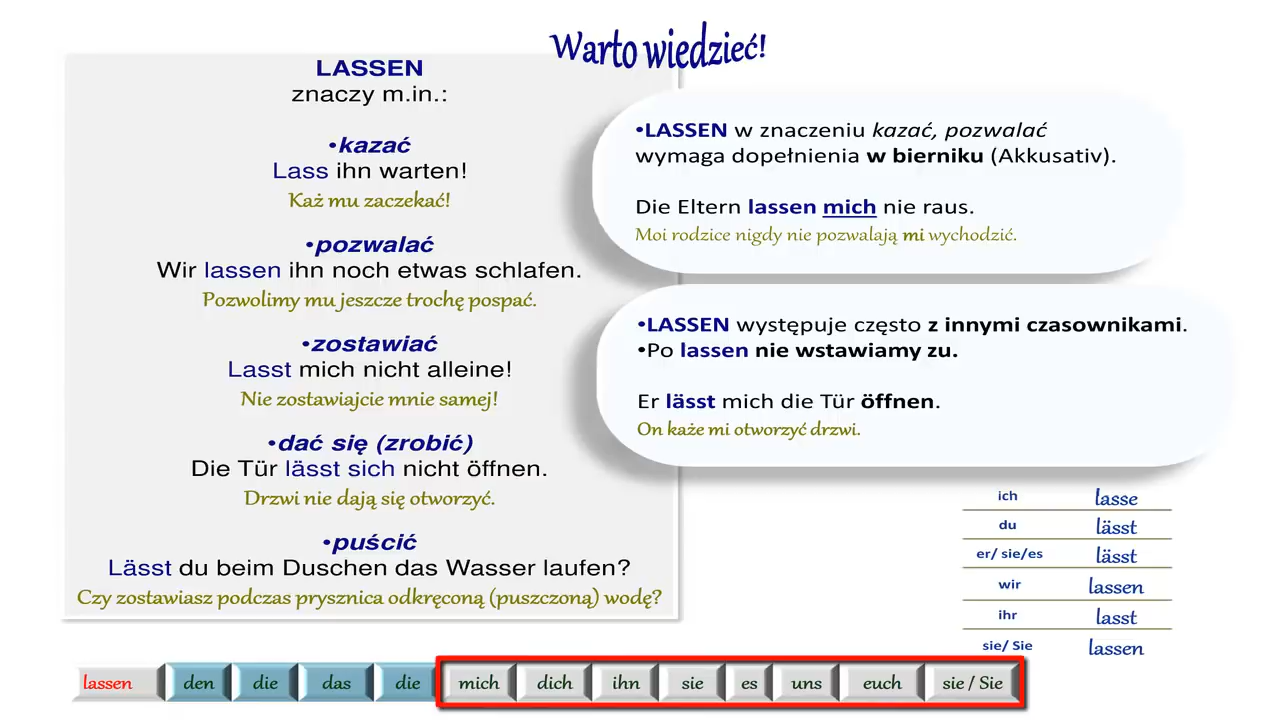 Warto wiedzieć!
LASSEN
znaczy m.in.:
•kazać
Lass ihn warten!
Każ mu zaczekać!
•pozwalać
Wir lassen ihn noch etwas schlafen.
Pozwolimy mu jeszcze trochę pospać.
•zostawiać
Lasst mich nicht alleine!
Nie zostawiajcie mnie samej!
•dać się (zrobić)
Die Tür lässt sich nicht öffnen.
Drzwi nie dają się otworzyć.
•puścić
Lässt du beim Duschen das Wasser laufen?
Czy zostawiasz podczas prysznica odkręconą (puszczoną) wodę?
•LASSEN w znaczeniu kazać, pozwalać
wymaga dopełnienia w bierniku (Akkusativ).
Die Eltern lassen mich nie raus.
Moi rodzice nigdy nie pozwalają mi wychodzić.
•LASSEN występuje często z innymi czasownikami.
•Po lassen nie wstawiamy zu.
Er lässt mich die Tür öffnen.
On każe mi otworzyć drzwi.
ich lasse
du lässt
er/ sie/es lässt
wir lassen
ihr lasst
sie/ Sie lassen
lassen den die das die mich dich ihn sie es uns euch sie / Sie